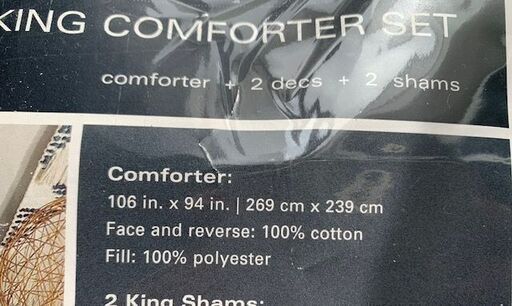 KING COMFORTER SET
comforter + 2 decs + 2 shams
Comforter:
106 in. x 94 in. | 269 cm x 239 cm
Face and reverse: 100% cotton
Fill: 100% polyester
2 King Shams: